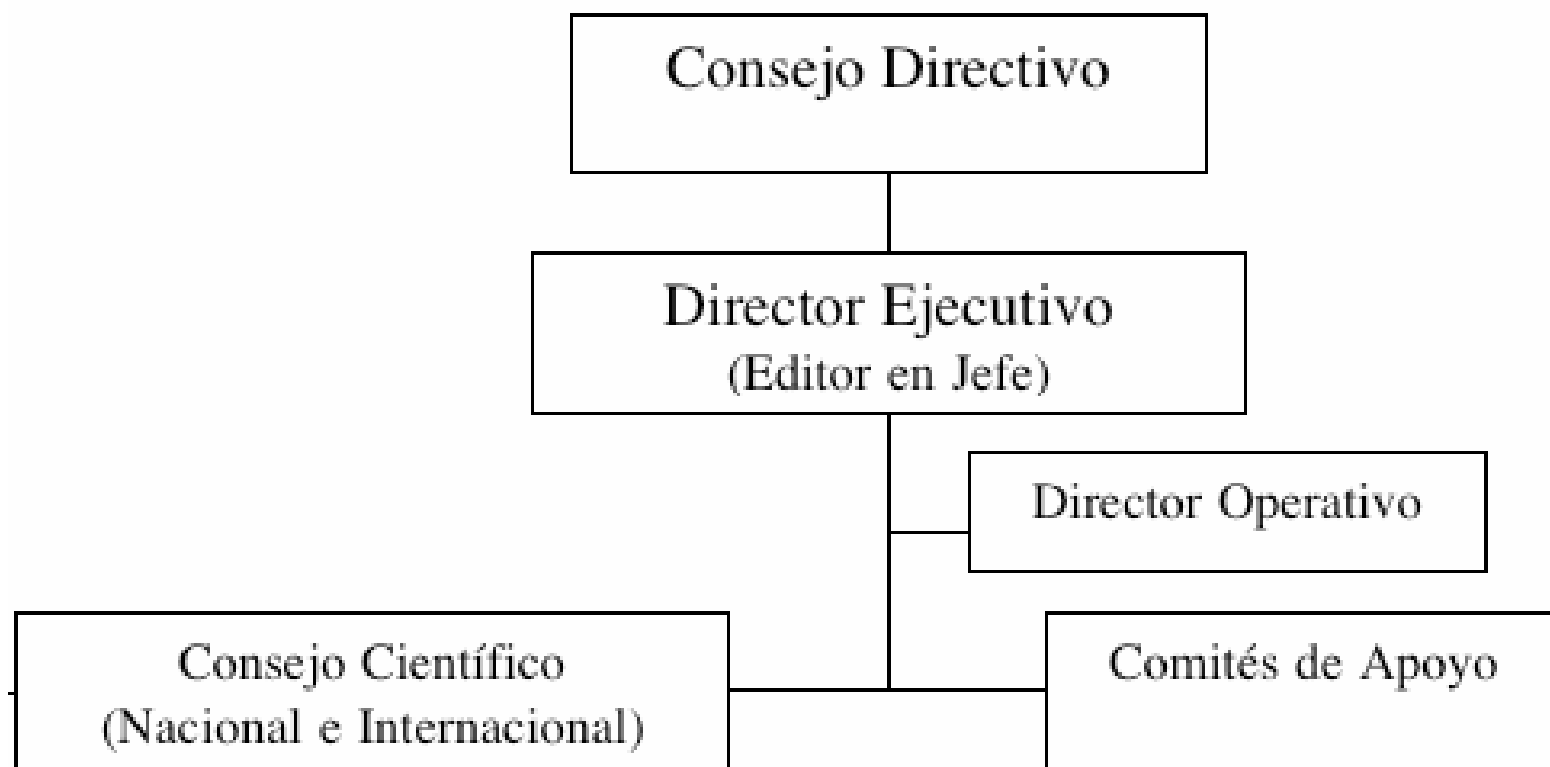 Consejo Directivo
Director Ejecutivo
(Editor en Jefe)
Director Operativo
Consejo Científico
(Nacional e Internacional)
Comités de Apoyo